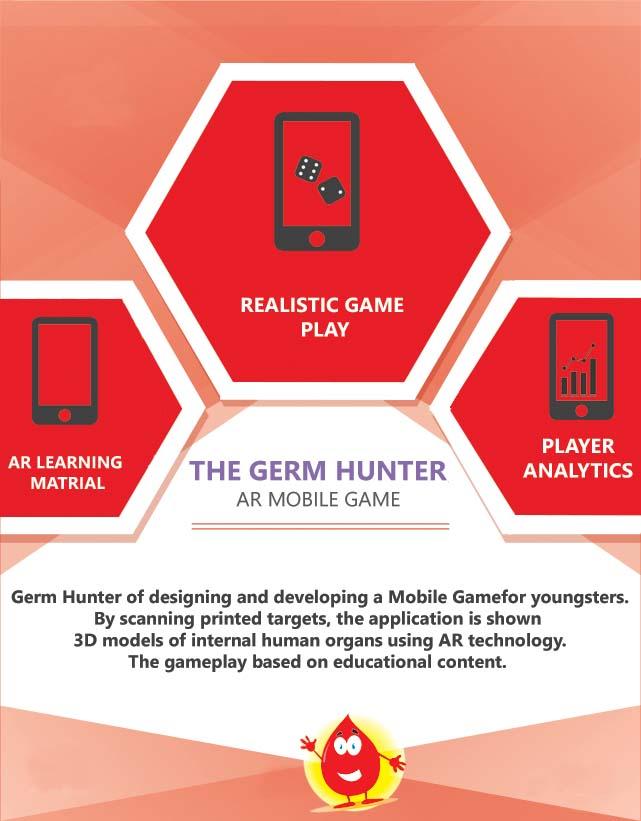 REALISTIC GAME
PLAY
AR LEARNING
MATRIAL
PLAYER
ANALYTICS
THE GERM HUNTER
AR MOBILE GAME
Germ Hunter of designing and developing a Mobile Gamefor youngsters.
By scanning printed targets, the application is shown
3D models of internal human organs using AR technology.
The gameplay based on educational content.